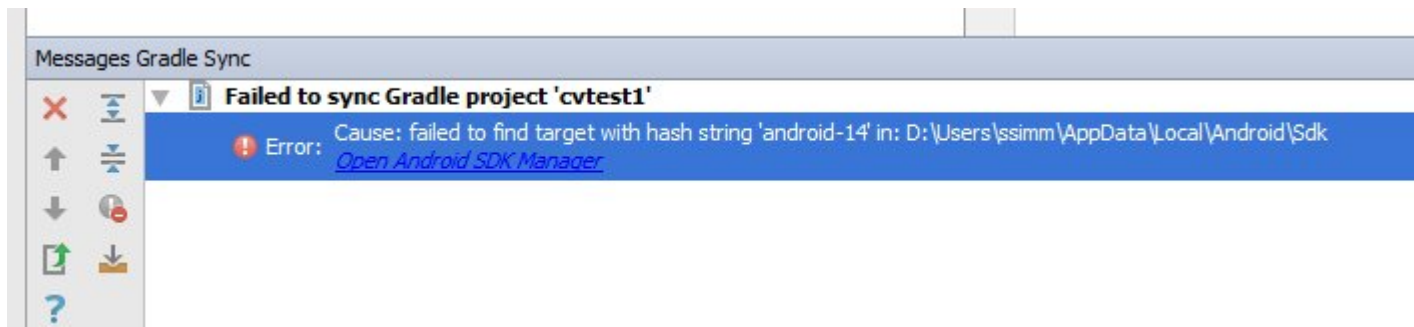 Messages Gradle Sync
Failed to sync Gradle project 'cvtest1'
Error: Cause: failed to find target with hash string 'android-14' in: D:\Users\ssimm\AppData\Local\Android\Sdk
Open Android SDK Manager